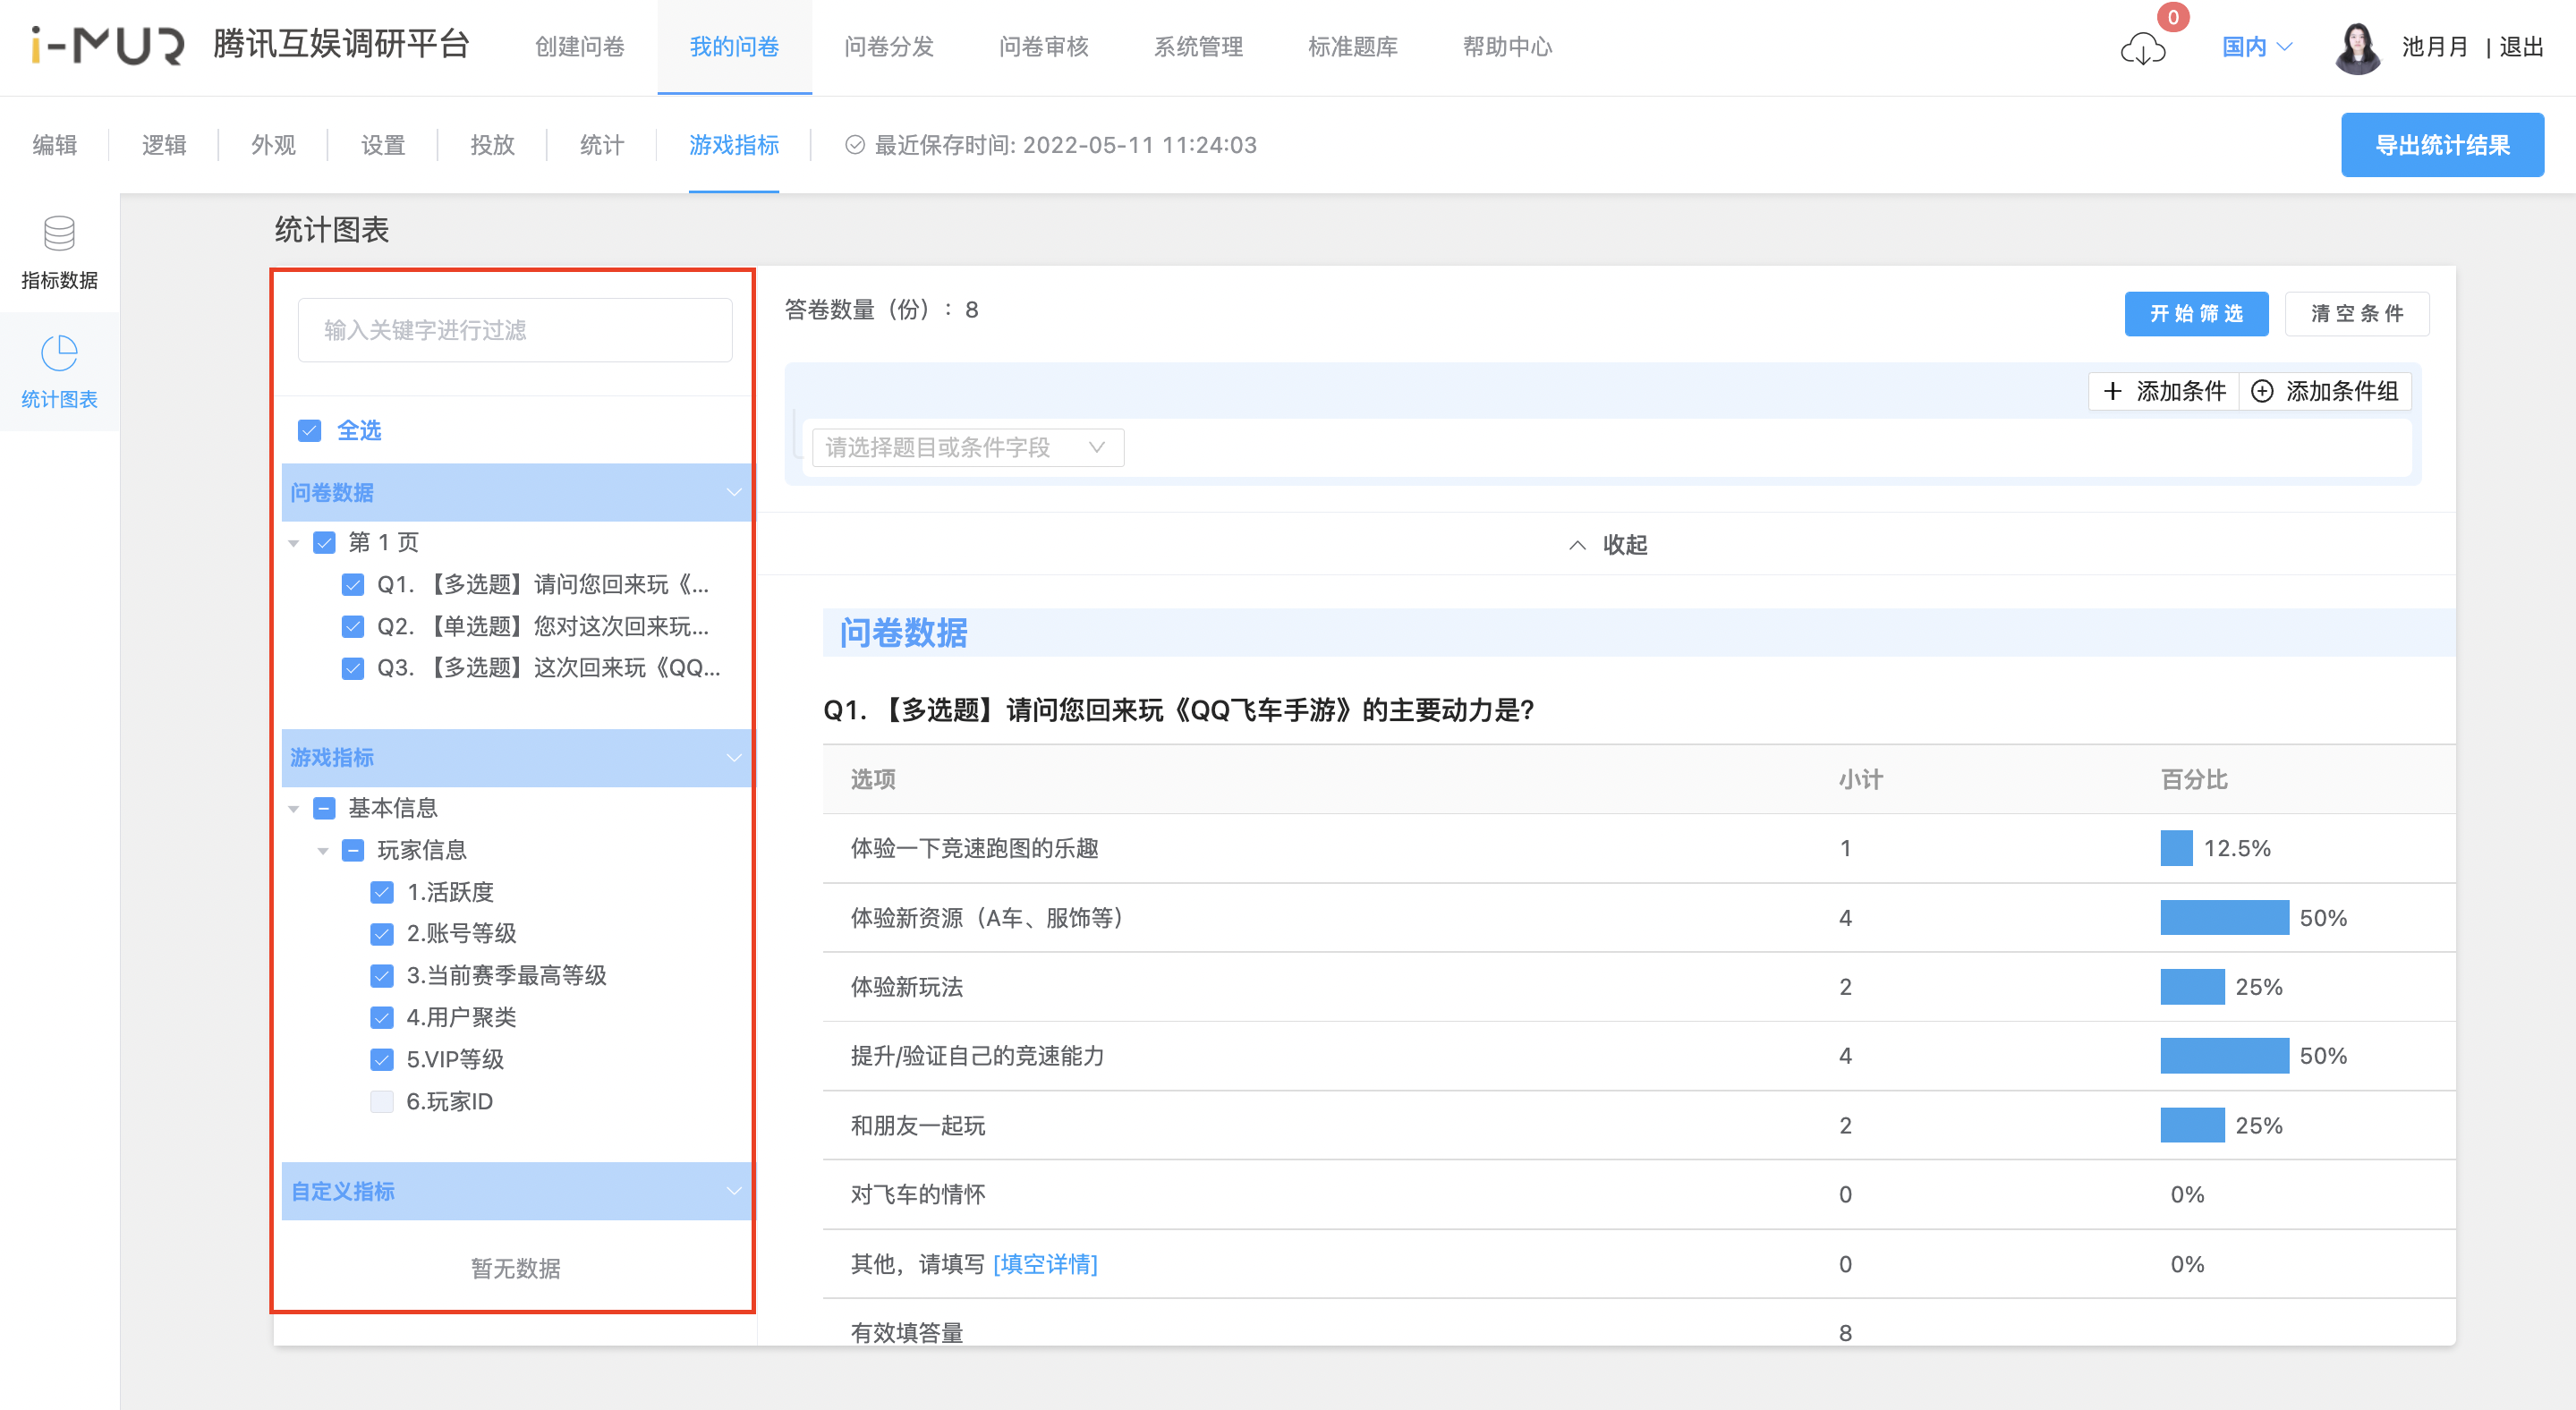 i-MUR 腾讯互娱调研平台 创建问卷 我的问卷 问卷分发 问卷审核 系统管理 标准题库 帮助中心 0 国内 池月月 | 退出
编辑 逻辑 外观 设置 投放 统计 游戏指标 最近保存时间: 2022-05-11 11:24:03 导出统计结果
指标数据
统计图表
统计图表
输入关键字进行过滤
全选
问卷数据
第 1 页
Q1. 【多选题】请问您回来玩《...
Q2. 【单选题】您对这次回来玩...
Q3. 【多选题】这次回来玩《QQ...
游戏指标
基本信息
玩家信息
1.活跃度
2.账号等级
3.当前赛季最高等级
4.用户聚类
5.VIP等级
6.玩家ID
自定义指标
暂无数据
答卷数量（份）: 8 开始筛选 清空条件
添加条件 添加条件组
请选择题目或条件字段
收起
问卷数据
Q1. 【多选题】请问您回来玩《QQ飞车手游》的主要动力是?
选项 小计 百分比
体验一下竞速跑图的乐趣 1 12.5%
体验新资源（A车、服饰等） 4 50%
体验新玩法 2 25%
提升/验证自己的竞速能力 4 50%
和朋友一起玩 2 25%
对飞车的情怀 0 0%
其他，请填写 [填空详情] 0 0%
有效填答量 8